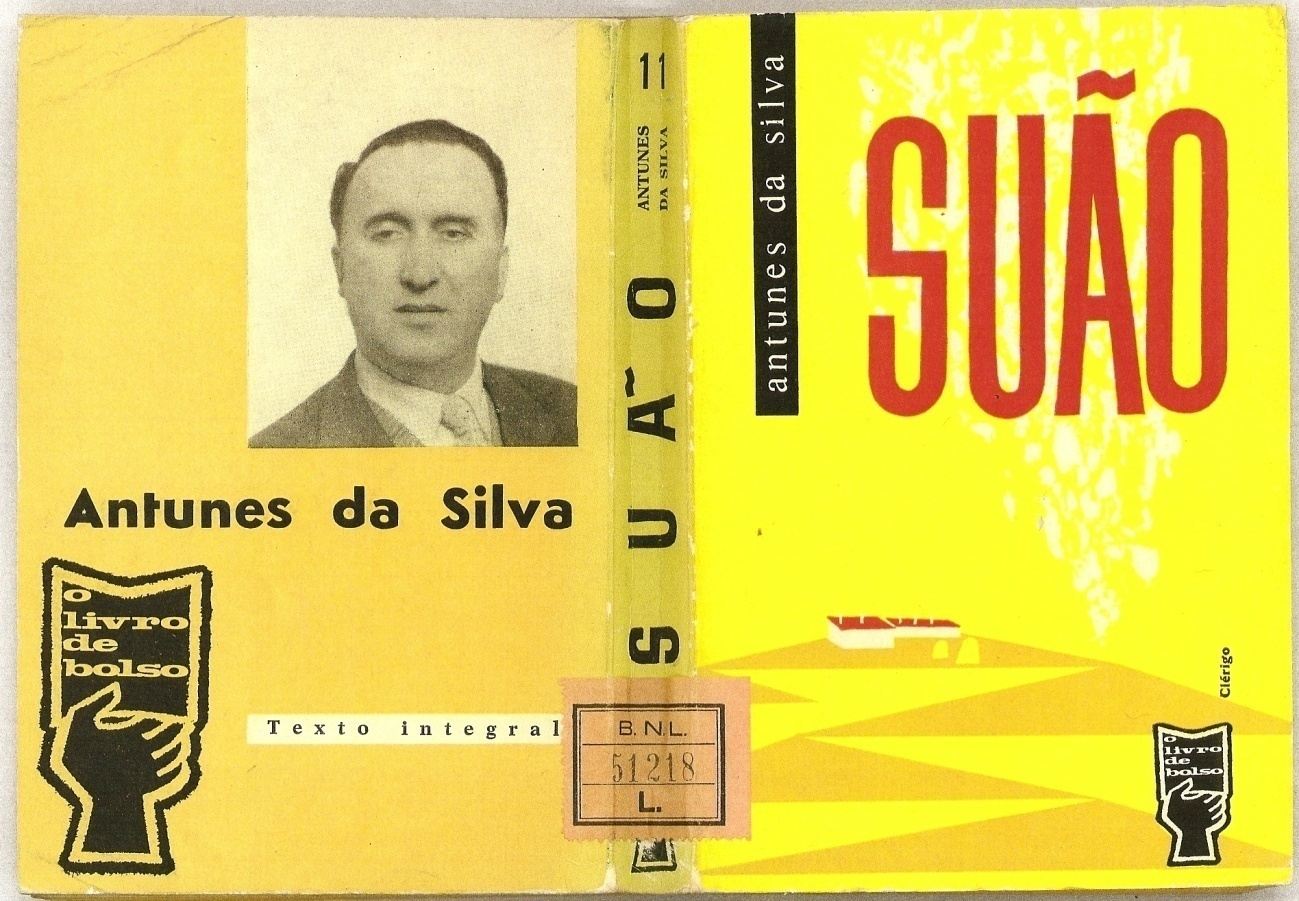 Antunes da Silva
o
livro
de
bolso
Texto integral
11
ANTUNES
DA SILVA
SUÃO
B. N. L.
51218
L.
antunes da silva
SUÃO
Clérigo
o
livro
de
bolso